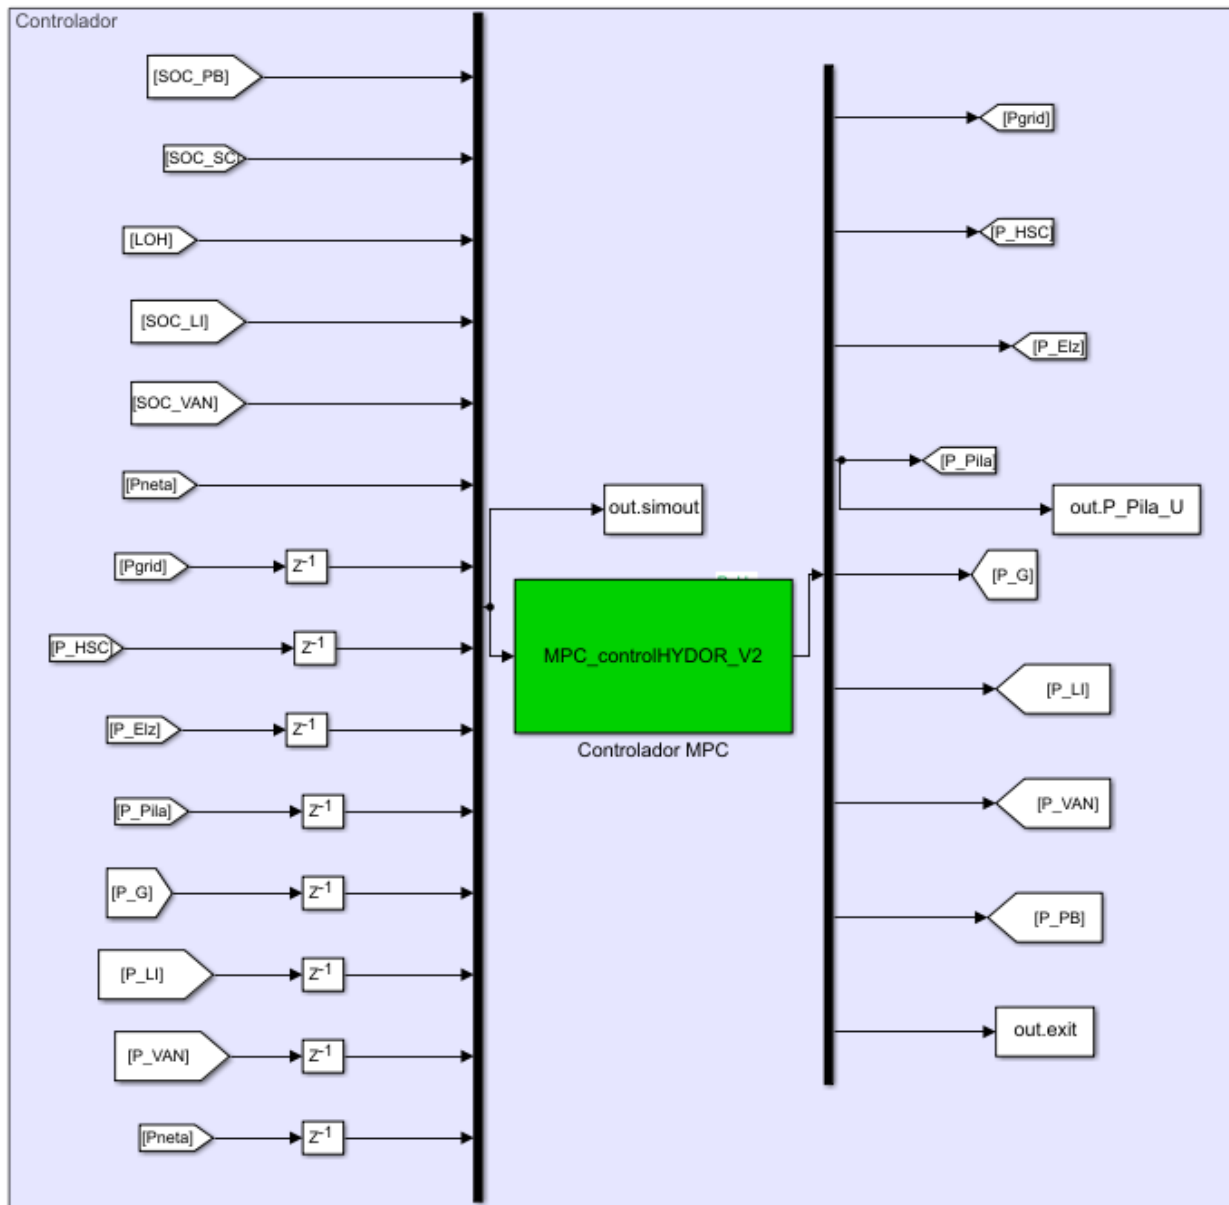 Controlador
[SOC_PB]
[SOC_SC]
[LOH]
[SOC_LI]
[SOC_VAN]
[Pneta]
[Pgrid]
Z-1
[P_HSC]
Z-1
[P_Elz]
Z-1
[P_Pila]
Z-1
[P_G]
Z-1
[P_LI]
Z-1
[P_VAN]
Z-1
[Pneta]
Z-1
out.simout
MPC_controlHYDOR_V2
Controlador MPC
[Pgrid]
[P_HSC]
[P_Elz]
[P_Pila]
out.P_Pila_U
[P_G]
[P_LI]
[P_VAN]
[P_PB]
out.exit